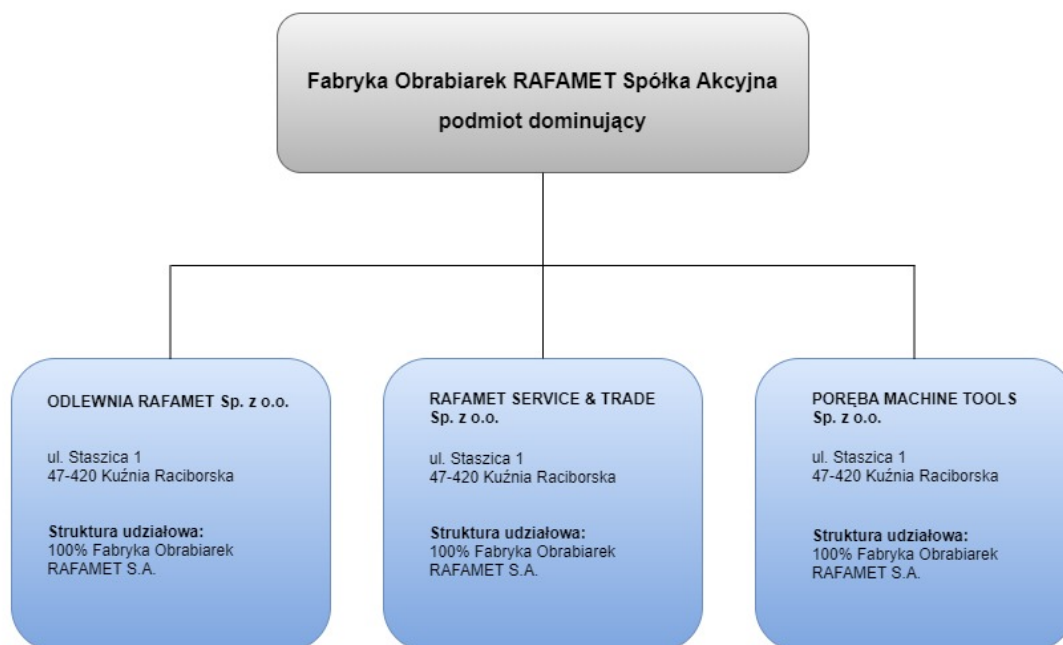 Fabryka Obrabiarek RAFAMET Spółka Akcyjna
podmiot dominujący
ODLEWNIA RAFAMET Sp. z o.o.
ul. Staszica 1
47-420 Kuźnia Raciborska
Struktura udziałowa:
100% Fabryka Obrabiarek
RAFAMET S.A.
RAFAMET SERVICE & TRADE
Sp. z o.o.
ul. Staszica 1
47-420 Kuźnia Raciborska
Struktura udziałowa:
100% Fabryka Obrabiarek
RAFAMET S.A.
PORĘBA MACHINE TOOLS
Sp. z o.o.
ul. Staszica 1
47-420 Kuźnia Raciborska
Struktura udziałowa:
100% Fabryka Obrabiarek
RAFAMET S.A.